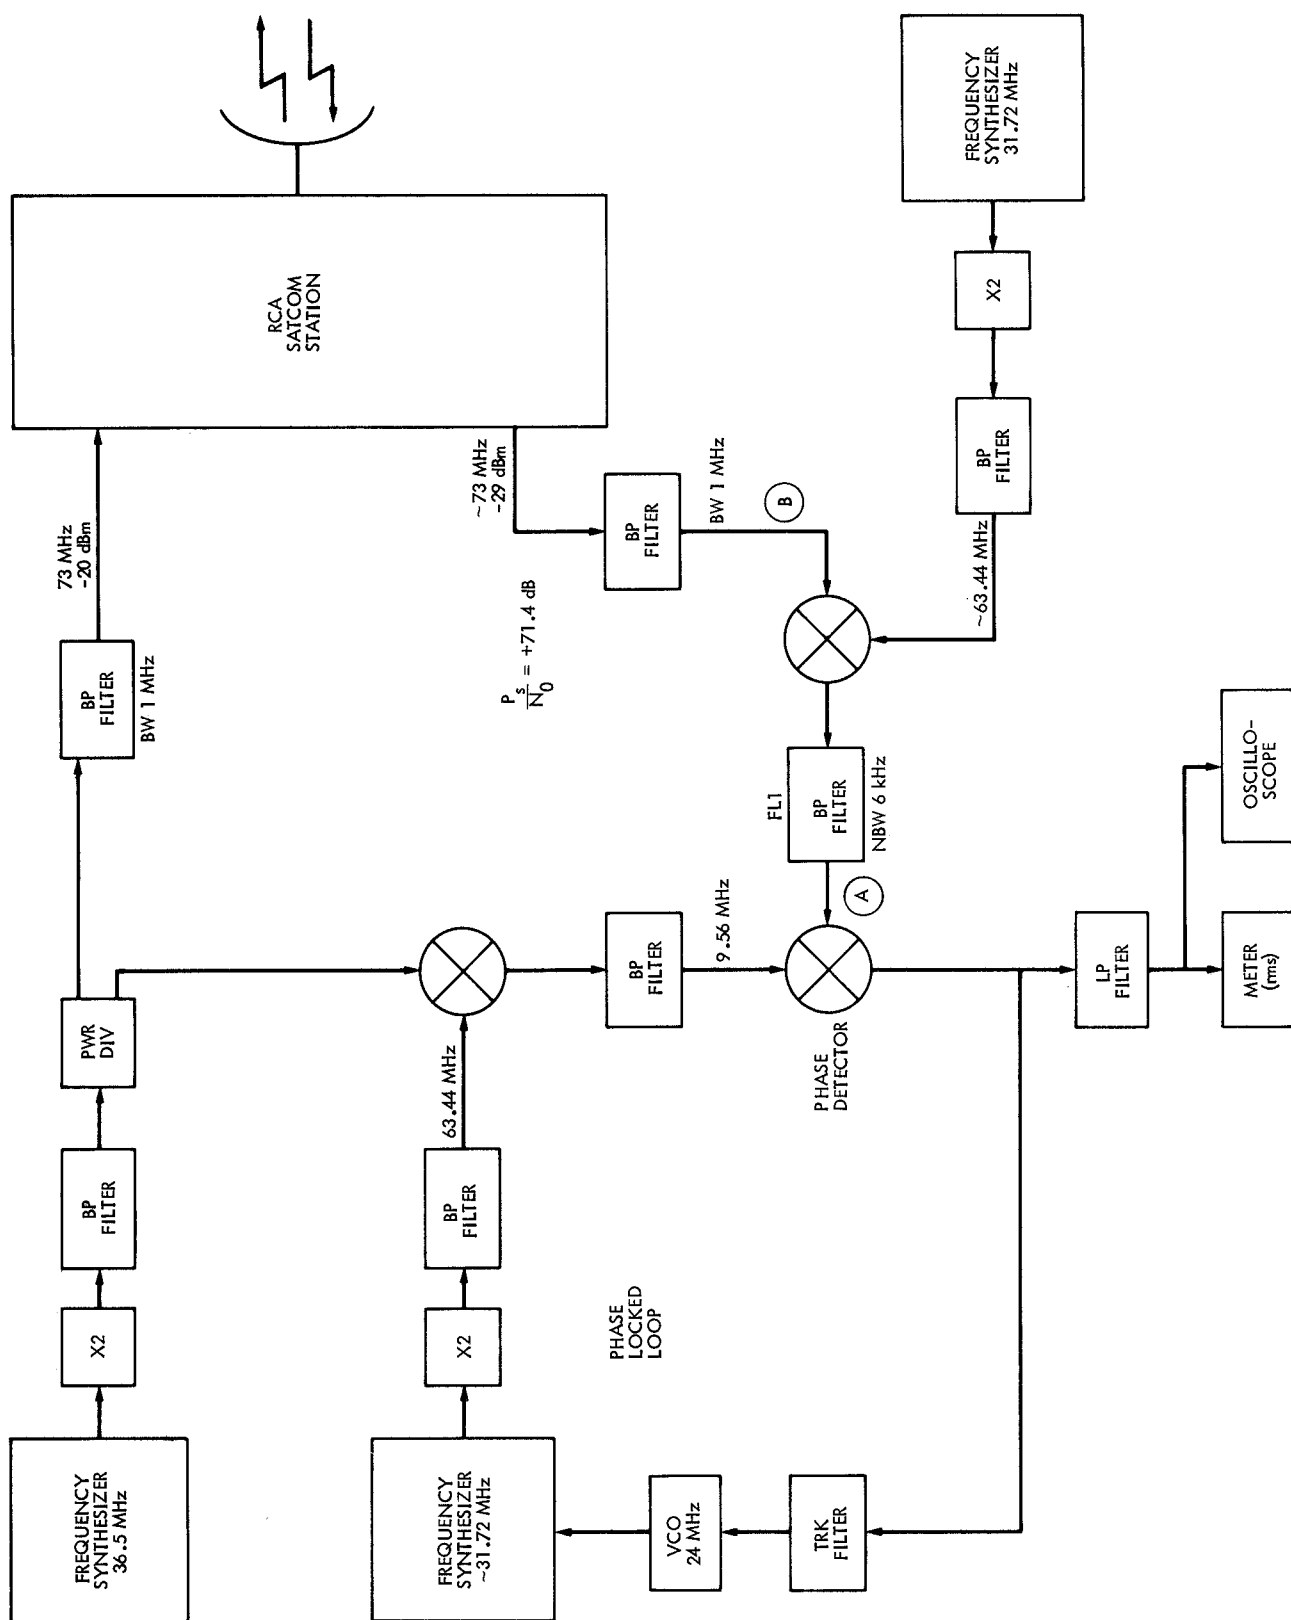 FREQUENCY
SYNTHESIZER
36.5 MHz
X2
BP
FILTER
PWR
DIV
BP
FILTER
BW 1 MHz
73 MHz
-20 dBm
RCA
SATCOM
STATION
FREQUENCY
SYNTHESIZER
~31.72 MHz
X2
BP
FILTER
63.44 MHz
P_s
N_0
= +71.4 dB
~73 MHz
-29 dBm
PHASE
LOCKED
LOOP
BP
FILTER
9.56 MHz
BP
FILTER
BW 1 MHz
B
VCO
24 MHz
TRK
FILTER
PHASE
DETECTOR
A
FL1
BP
FILTER
NBW 6 kHz
~63.44 MHz
BP
FILTER
X2
FREQUENCY
SYNTHESIZER
31.72 MHz
LP
FILTER
METER
(rms)
OSCILLO-
SCOPE